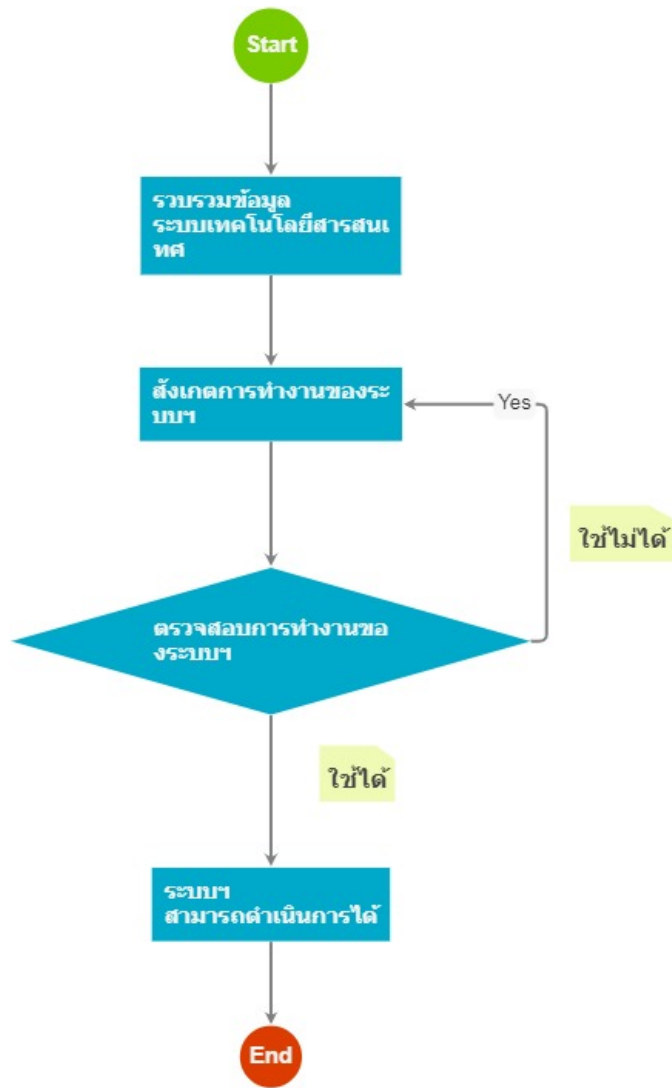 Start
รวบรวมข้อมูล
ระบบเทคโนโลยีสารสนเ
ทศ
สังเกตการทำงานของระ
บบฯ
Yes
ใช้ไม่ได้
ตรวจสอบการทำงานขอ
งระบบฯ
ใช้ได้
ระบบฯ
สามารถดำเนินการได้
End